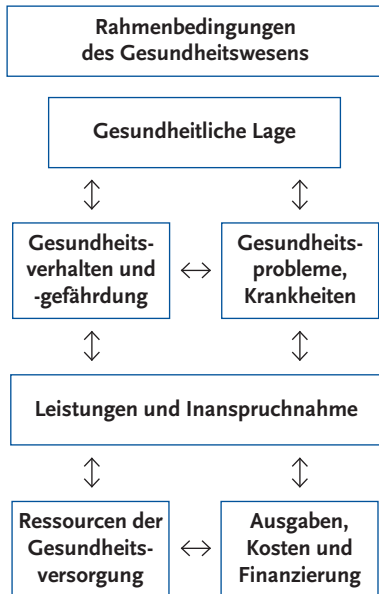 Rahmenbedingungen
des Gesundheitswesens
Gesundheitliche Lage
Gesundheits-
verhalten und
-gefährdung
Gesundheits-
probleme,
Krankheiten
Leistungen und Inanspruchnahme
Ressourcen der
Gesundheits-
versorgung
Ausgaben,
Kosten und
Finanzierung